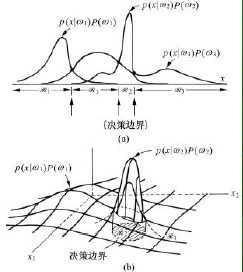 p(x|ω₂)P(ω₂)
p(x|ω₁)P(ω₁)
p(x|ω₃)P(ω₃)
x
ℛ₁ ℛ₃ ℛ₂ ℛ₃
(决策边界)
(a)
p(x|ω₂)P(ω₂)
p(x|ω₁)P(ω₁)
x₂
ℛ₁
x₁
决策边界
(b)